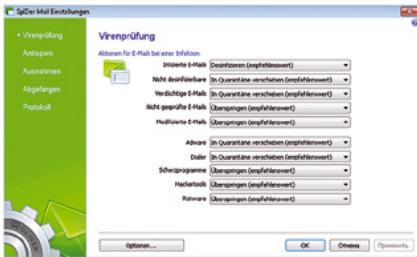 SpIDer Mail Einstellungen
• Virenprüfung
Antispam
Ausnahmen
Abgefangen
Protokoll
Virenprüfung
Aktionen für E-Mails bei einer Infektion
Infizierte E-Mails Desinfizieren (empfehlenswert)
Nicht desinfizierbare In Quarantäne verschieben (empfehlenswert)
Verdächtige E-Mails In Quarantäne verschieben (empfehlenswert)
Nicht geprüfte E-Mails Überspringen (empfehlenswert)
Modifizierte E-Mails Überspringen (empfehlenswert)
Adware In Quarantäne verschieben (empfehlenswert)
Dialer In Quarantäne verschieben (empfehlenswert)
Scherzprogramme Überspringen (empfehlenswert)
Hackertools Überspringen (empfehlenswert)
Riskware Überspringen (empfehlenswert)
Optionen...
OK
Отмена
Применить